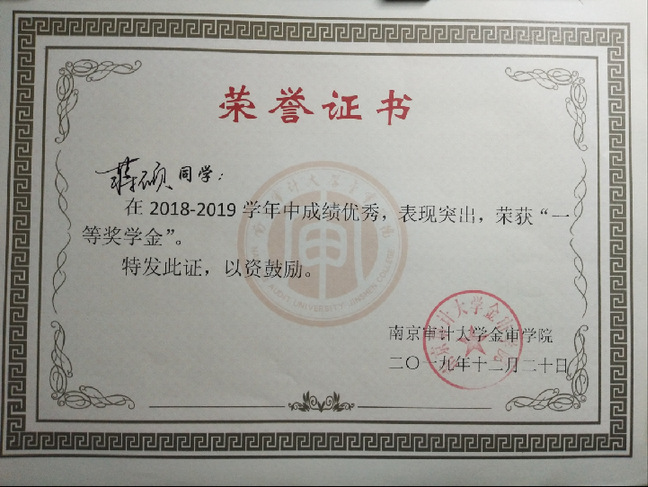 荣誉证书
蒋硕同学：
在 2018-2019 学年中成绩优秀，表现突出，荣获“一
等奖学金”。
特发此证，以资鼓励。
南京审计大学金审学院
二〇一九年十二月二十日